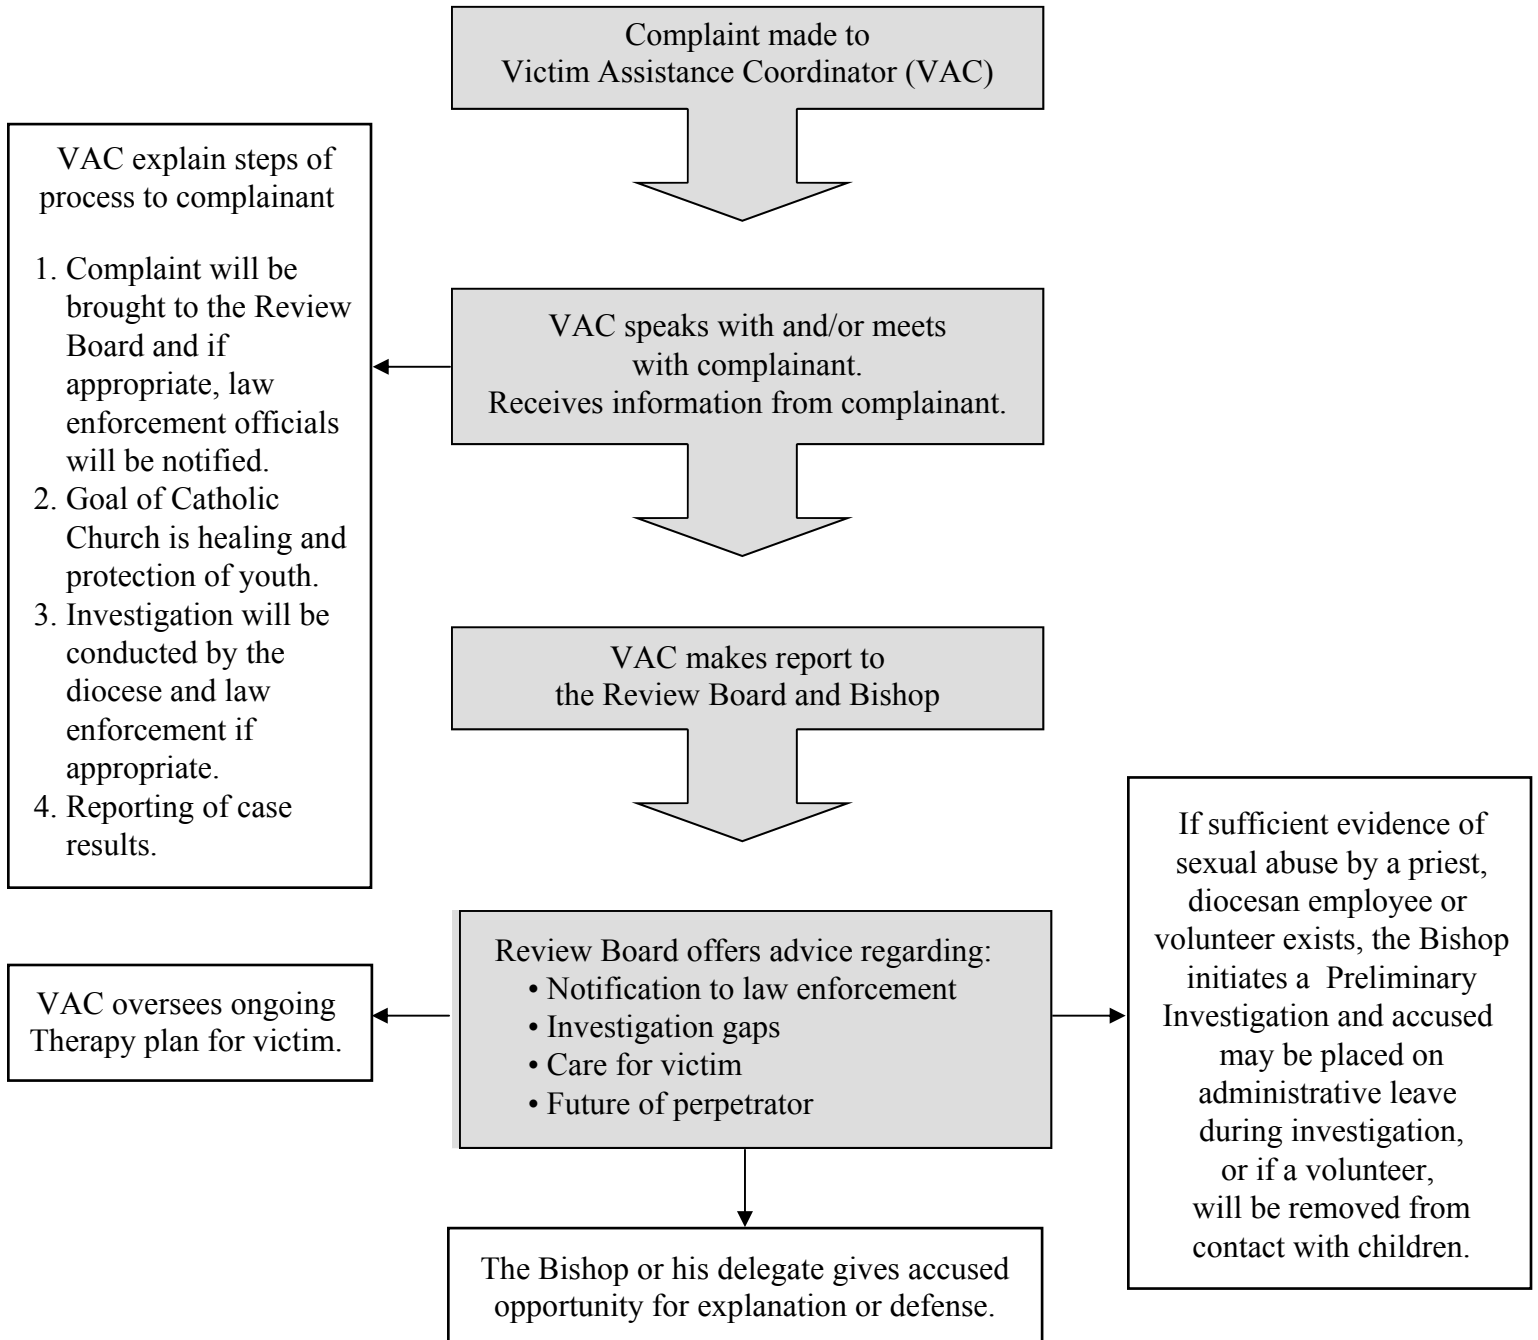 Complaint made to
Victim Assistance Coordinator (VAC)
VAC explain steps of
process to complainant
1. Complaint will be
brought to the Review
Board and if
appropriate, law
enforcement officials
will be notified.
2. Goal of Catholic
Church is healing and
protection of youth.
3. Investigation will be
conducted by the
diocese and law
enforcement if
appropriate.
4. Reporting of case
results.
VAC speaks with and/or meets
with complainant.
Receives information from complainant.
VAC makes report to
the Review Board and Bishop
Review Board offers advice regarding:
• Notification to law enforcement
• Investigation gaps
• Care for victim
• Future of perpetrator
VAC oversees ongoing
Therapy plan for victim.
If sufficient evidence of
sexual abuse by a priest,
diocesan employee or
volunteer exists, the Bishop
initiates a  Preliminary
Investigation and accused
may be placed on
administrative leave
during investigation,
or if a volunteer,
will be removed from
contact with children.
The Bishop or his delegate gives accused
opportunity for explanation or defense.